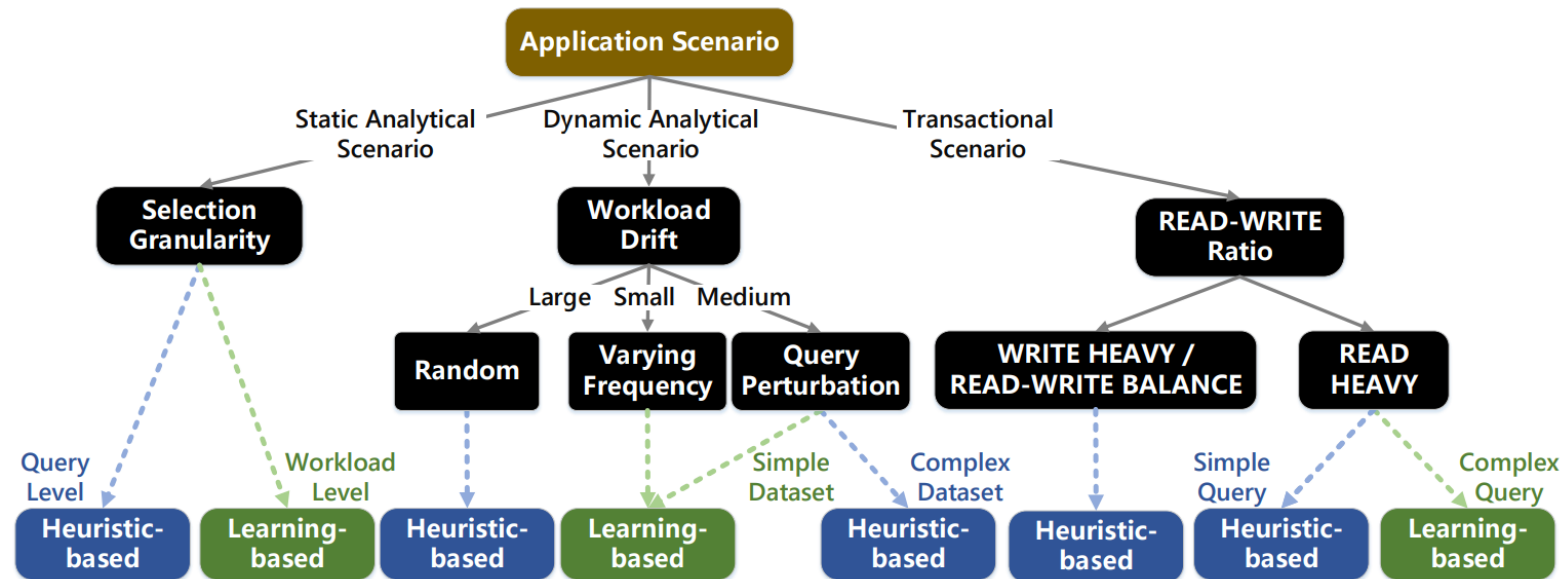 Application Scenario
Static Analytical
Scenario
Dynamic Analytical
Scenario
Transactional
Scenario
Selection
Granularity
Workload
Drift
READ-WRITE
Ratio
Large
Small
Medium
Random
Varying
Frequency
Query
Perturbation
WRITE HEAVY /
READ-WRITE BALANCE
READ
HEAVY
Query
Level
Workload
Level
Simple
Dataset
Complex
Dataset
Simple
Query
Complex
Query
Heuristic-
based
Learning-
based
Heuristic-
based
Learning-
based
Heuristic-
based
Heuristic-
based
Heuristic-
based
Learning-
based